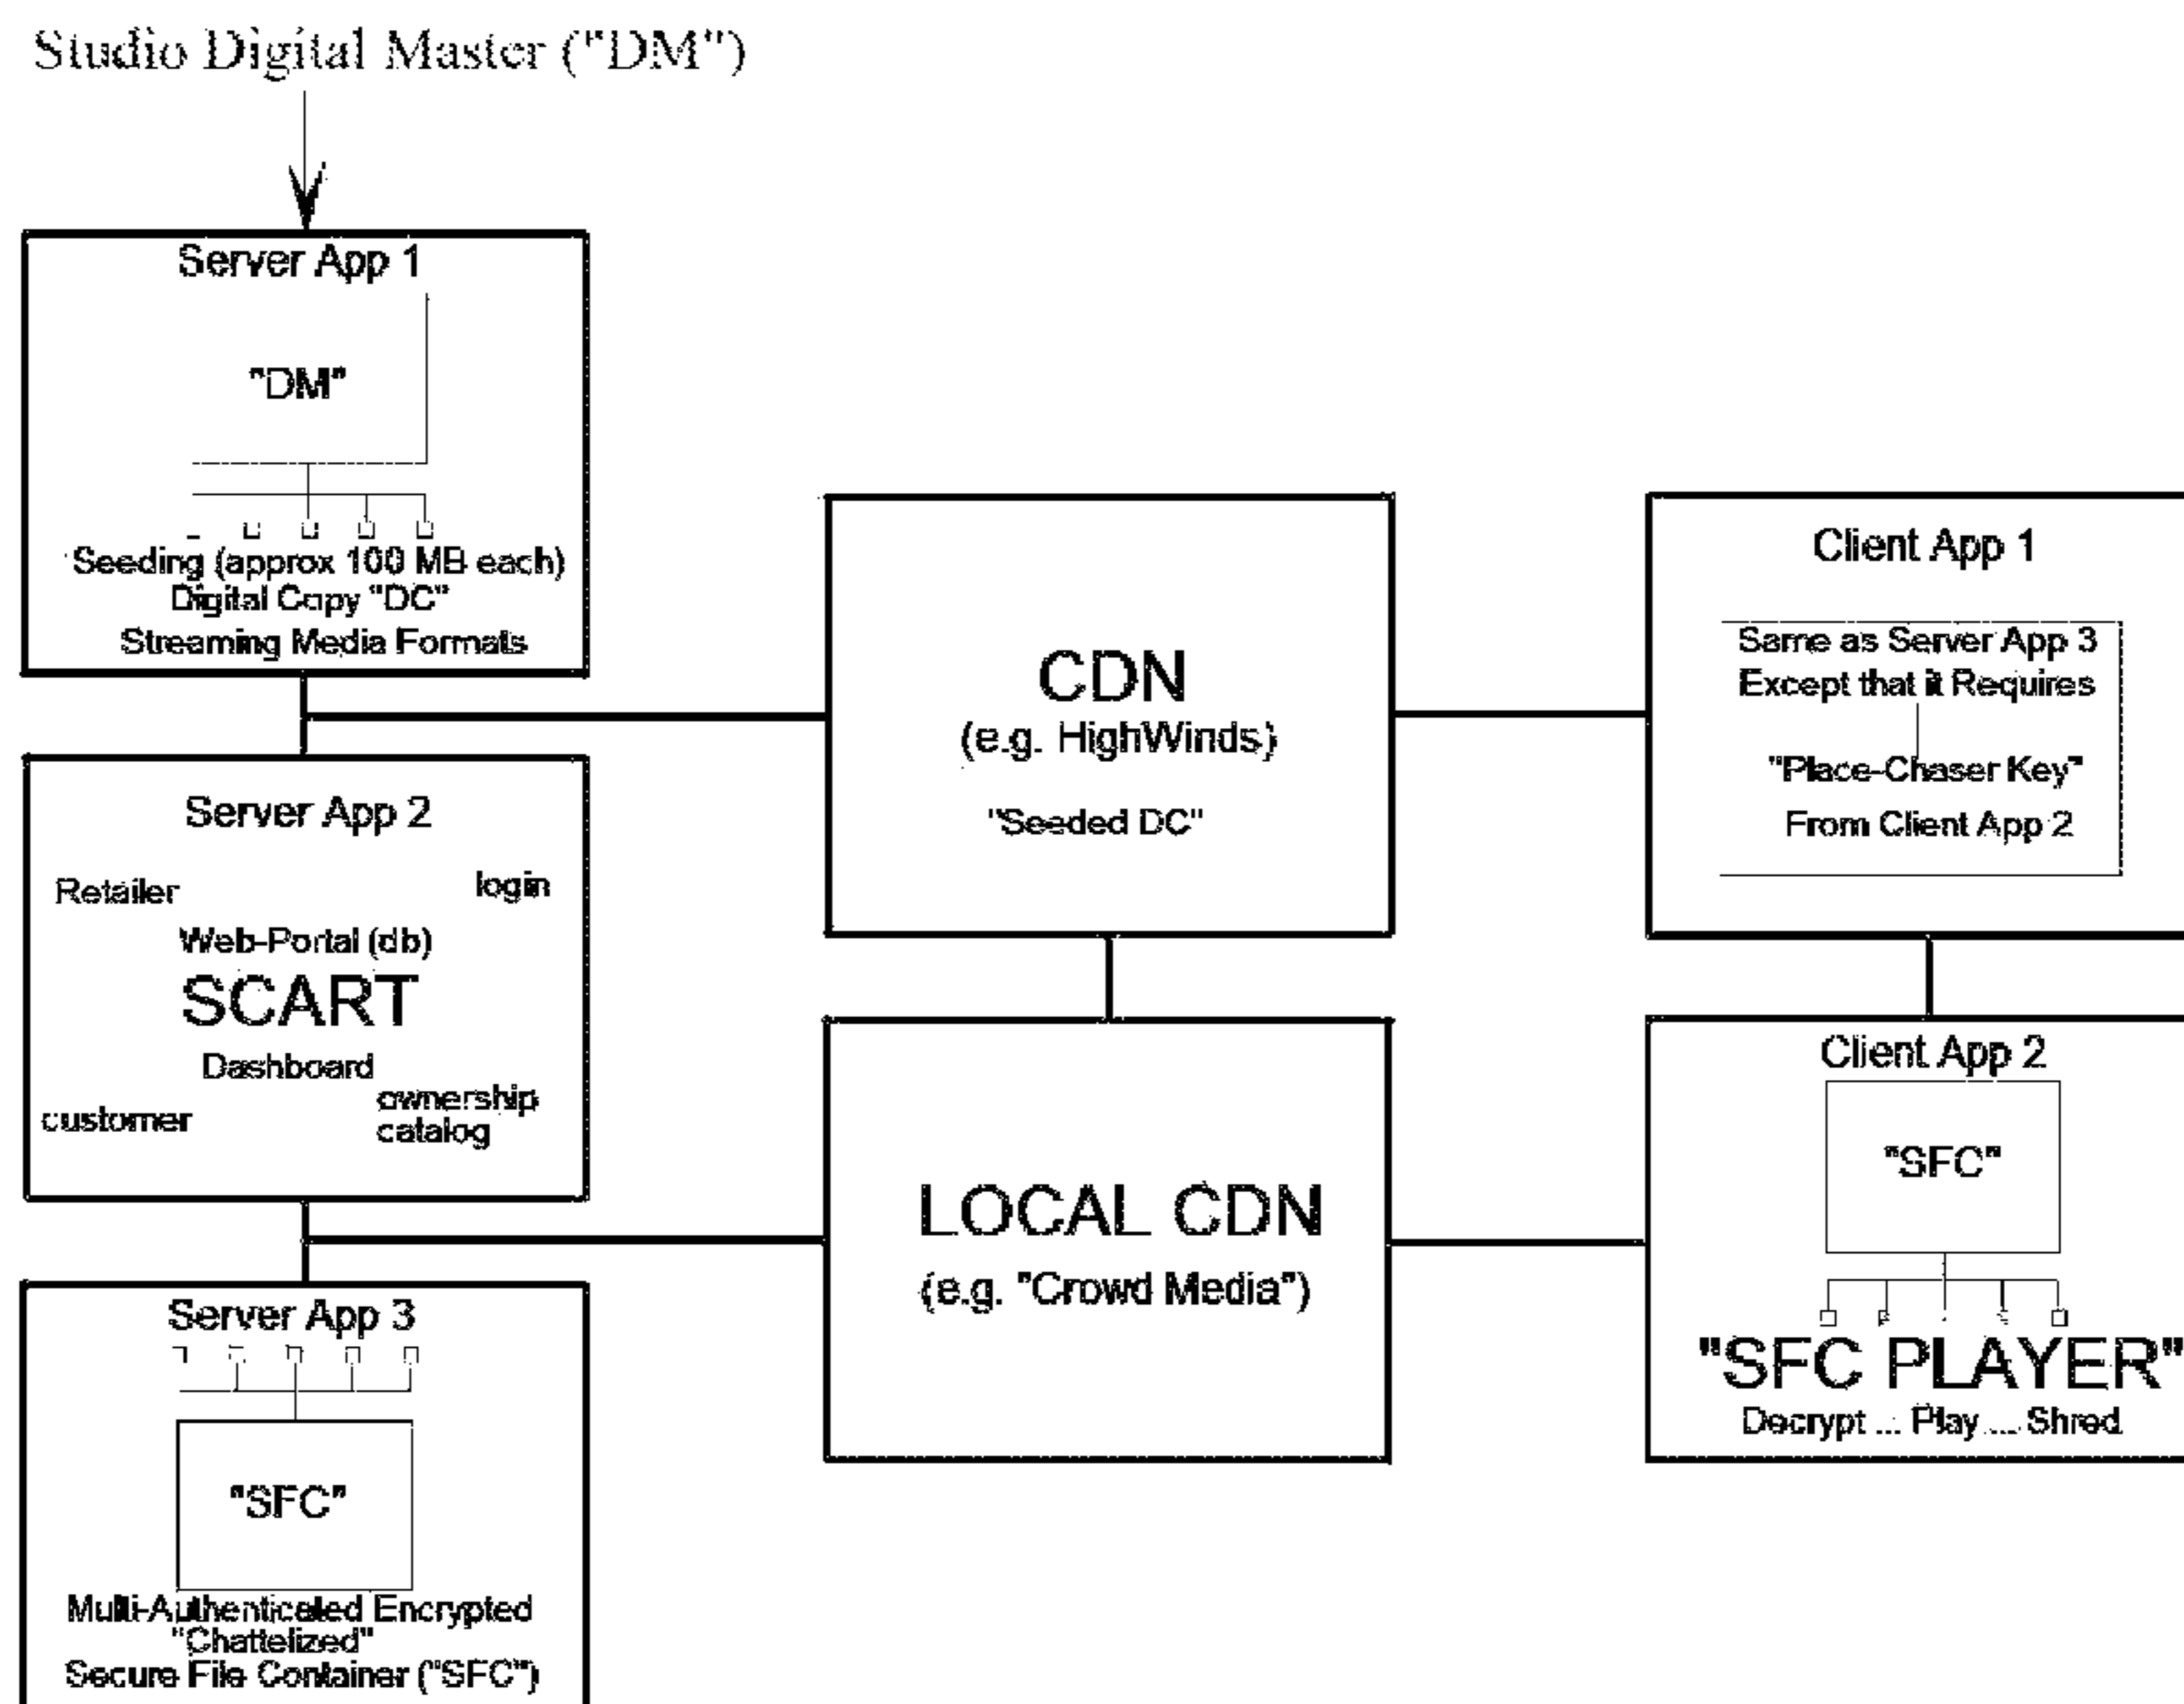 Studio Digital Master ("DM")
Server App 1
"DM"
Seeding (approx 100 MB each)
Digital Copy "DC"
Streaming Media Formats
Server App 2
Retailer
login
Web-Portal (db)
SCART
Dashboard
customer
ownership
catalog
Server App 3
"SFC"
Multi-Authenticated Encrypted
"Chattelized"
Secure File Container ("SFC")
CDN
(e.g. HighWinds)
"Seeded DC"
LOCAL CDN
(e.g. "Crowd Media")
Client App 1
Same as Server App 3
Except that it Requires
"Place-Chaser Key"
From Client App 2
Client App 2
"SFC"
"SFC PLAYER"
Decrypt ... Play .... Shred